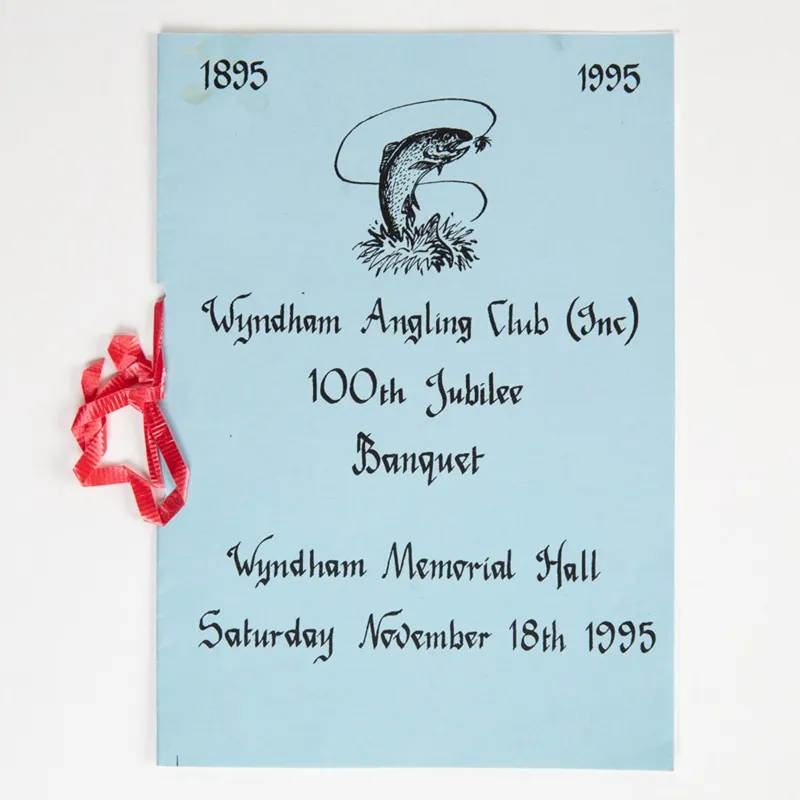 1895 1995
Wyndham Angling Club (Inc)
100th Jubilee
Banquet
Wyndham Memorial Hall
Saturday November 18th 1995